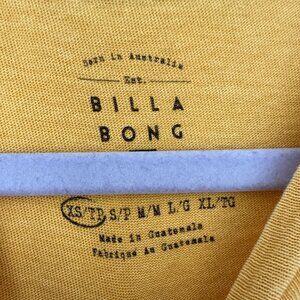 Born in Australia
Est.
BILLA
BONG
XS/TP S/P M/M L/G XL/TG
Made in Guatemala
Fabriqué Au Guatemala